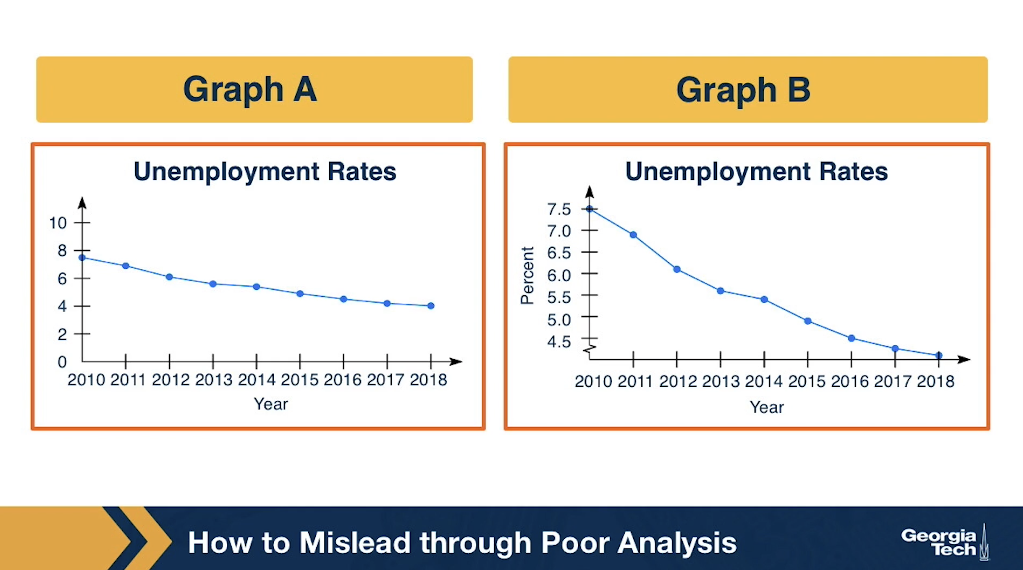 Graph A
Graph B
Unemployment Rates
10
8
6
4
2
0
2010 2011 2012 2013 2014 2015 2016 2017 2018
Year
Unemployment Rates
Percent
7.5
7.0
6.5
6.0
5.5
5.0
4.5
2010 2011 2012 2013 2014 2015 2016 2017 2018
Year
How to Mislead through Poor Analysis
Georgia
Tech